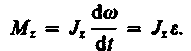 M_z = J_z dω/dt = J_z ε.